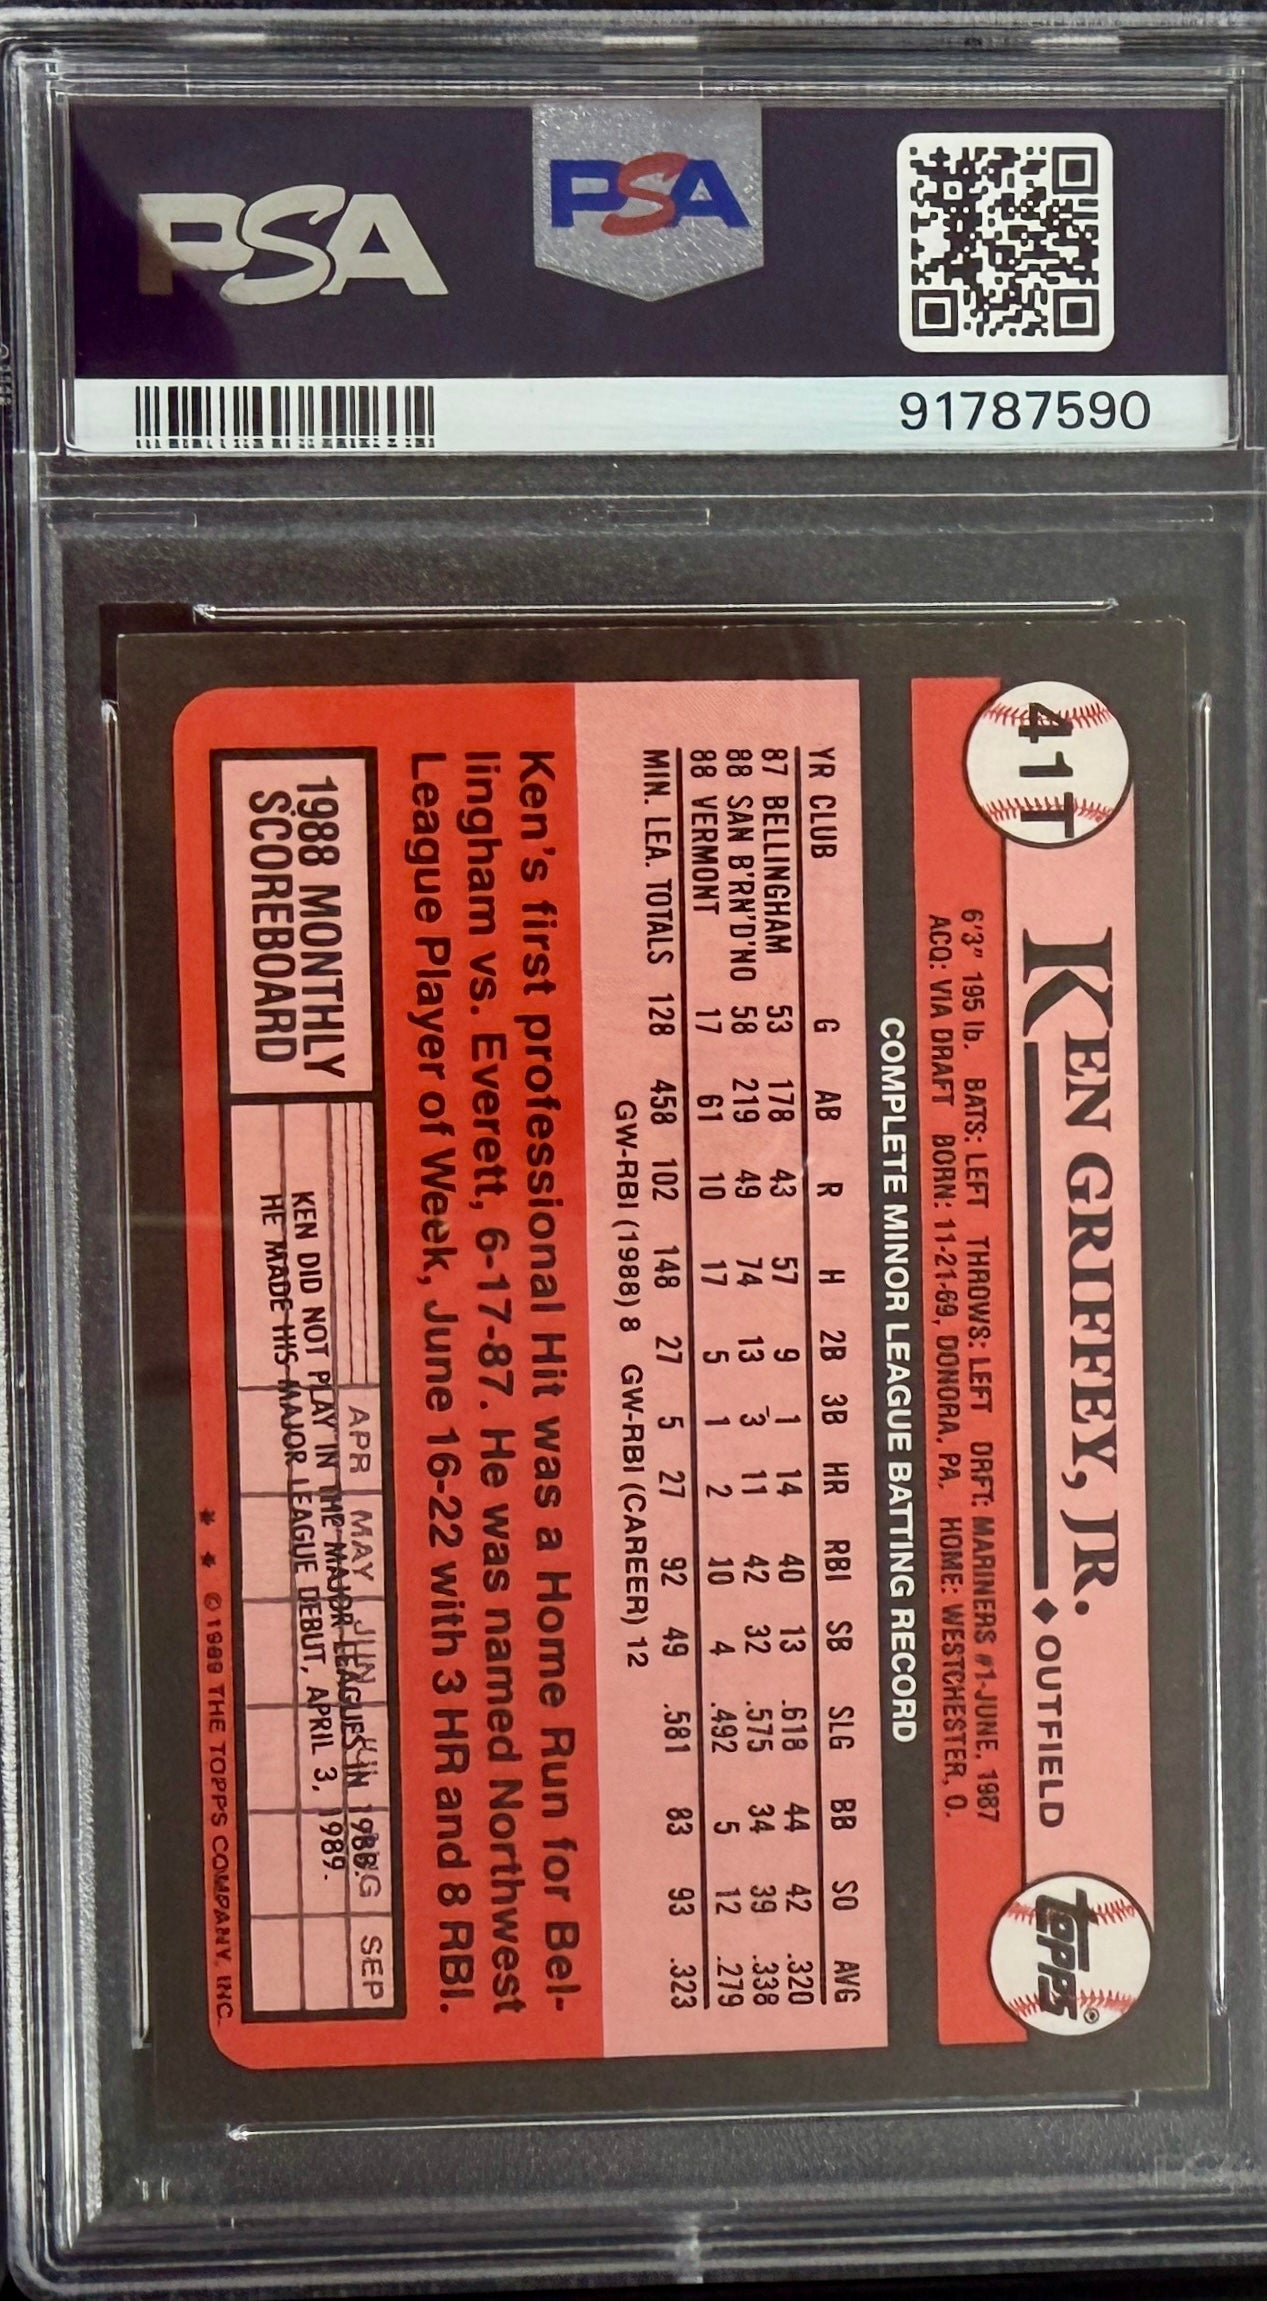 PSA
PSA
91787590
41T
KEN GRIFFEY, JR. ◆ OUTFIELD
topps®
6'3" 195 lb. BATS: LEFT THROWS: LEFT DRFT: MARINERS #1-JUNE, 1987
ACQ: VIA DRAFT BORN: 11-21-69, DONORA, PA. HOME: WESTCHESTER, O.
COMPLETE MINOR LEAGUE BATTING RECORD
YR CLUB G AB R H 2B 3B HR RBI SB SLG BB SO AVG
87 BELLINGHAM 53 178 43 57 9 1 14 40 13 .618 44 42 .320
88 SAN B'RN'D'NO 58 219 49 74 13 3 11 42 32 .575 34 39 .338
88 VERMONT 17 61 10 17 5 1 2 10 4 .492 5 12 .279
MIN. LEA. TOTALS 128 458 102 148 27 5 27 92 49 .581 83 93 .323
GW-RBI (1988) 8 GW-RBI (CAREER) 12
Ken's first professional Hit was a Home Run for Bel-
lingham vs. Everett, 6-17-87. He was named Northwest
League Player of Week, June 16-22 with 3 HR and 8 RBI.
1988 MONTHLY
SCOREBOARD
APR MAY JUN JUL AUG SEP
KEN DID NOT PLAY IN THE MAJOR LEAGUES IN 1988.
HE MADE HIS MAJOR LEAGUE DEBUT, APRIL 3, 1989.
* * © 1989 THE TOPPS COMPANY, INC.